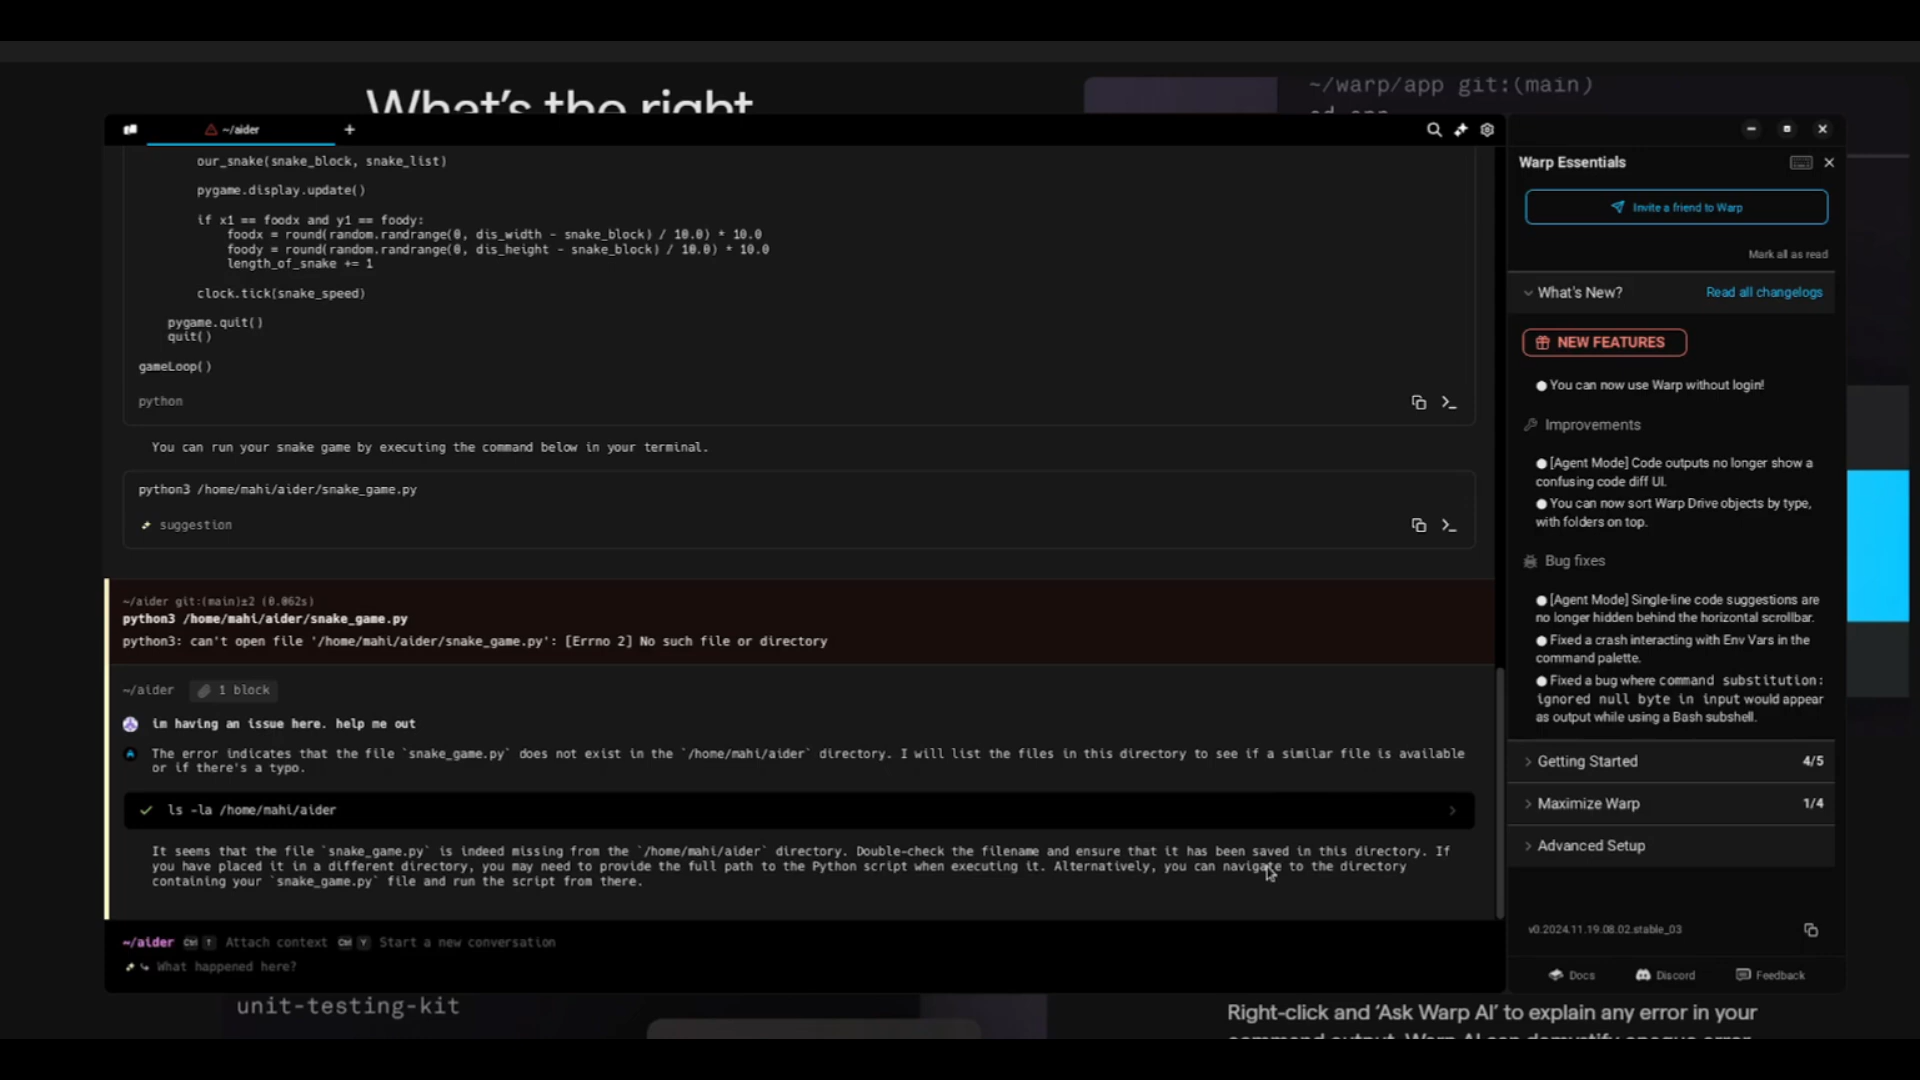 What's the right
~/warp/app git:(main)
cd app
~/aider
our_snake(snake_block, snake_list)
pygame.display.update()
if x1 == foodx and y1 == foody:
foodx = round(random.randrange(0, dis_width - snake_block) / 10.0) * 10.0
foody = round(random.randrange(0, dis_height - snake_block) / 10.0) * 10.0
length_of_snake += 1
clock.tick(snake_speed)
pygame.quit()
quit()
gameLoop()
python
You can run your snake game by executing the command below in your terminal.
python3 /home/mahi/aider/snake_game.py
suggestion
~/aider git:(main)±2 (0.062s)
python3 /home/mahi/aider/snake_game.py
python3: can't open file '/home/mahi/aider/snake_game.py': [Errno 2] No such file or directory
~/aider 1 block
im having an issue here. help me out
The error indicates that the file `snake_game.py` does not exist in the `/home/mahi/aider` directory. I will list the files in this directory to see if a similar file is available
or if there's a typo.
ls -la /home/mahi/aider
It seems that the file `snake_game.py` is indeed missing from the `/home/mahi/aider` directory. Double-check the filename and ensure that it has been saved in this directory. If
you have placed it in a different directory, you may need to provide the full path to the Python script when executing it. Alternatively, you can navigate to the directory
containing your `snake_game.py` file and run the script from there.
~/aider Ctrl ↑ Attach context Ctrl Y Start a new conversation
What happened here?
Warp Essentials
Invite a friend to Warp
Mark all as read
What's New? Read all changelogs
NEW FEATURES
You can now use Warp without login!
Improvements
[Agent Mode] Code outputs no longer show a
confusing code diff UI.
You can now sort Warp Drive objects by type,
with folders on top.
Bug fixes
[Agent Mode] Single-line code suggestions are
no longer hidden behind the horizontal scrollbar.
Fixed a crash interacting with Env Vars in the
command palette.
Fixed a bug where command substitution:
ignored null byte in input would appear
as output while using a Bash subshell.
Getting Started 4/5
Maximize Warp 1/4
Advanced Setup
v0.2024.11.19.08.02.stable_03
Docs Discord Feedback
unit-testing-kit
Right-click and 'Ask Warp AI' to explain any error in your
command output. Warp AI can demystify opaque error